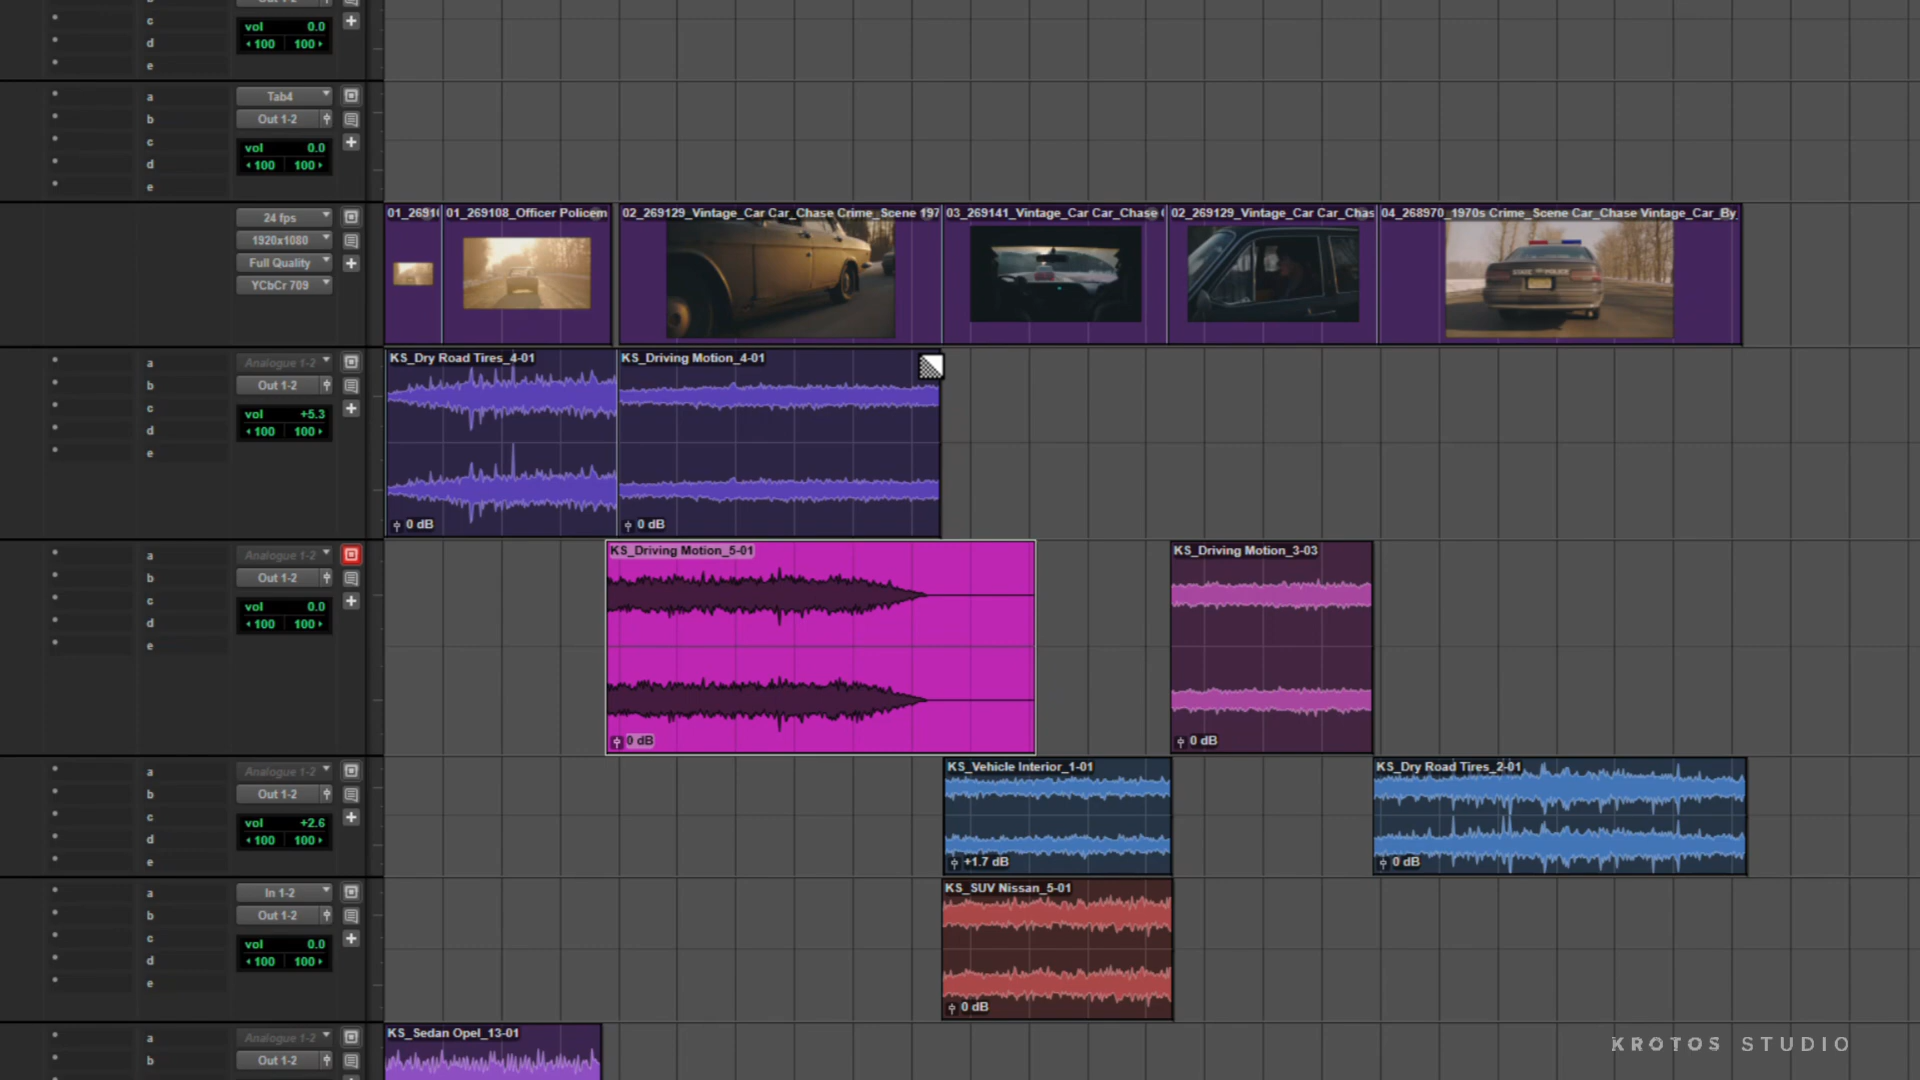 c
vol 0.0
d
100 100
e
a Tab4
b Out 1-2
c
vol 0.0
d
100 100
e
24 fps
1920x1080
Full Quality
YCbCr 709
01_2691 01_269108_Officer Policem 02_269129_Vintage_Car Car_Chase Crime_Scene 197 03_269141_Vintage_Car Car_Chase 02_269129_Vintage_Car Car_Chas 04_268970_1970s Crime_Scene Car_Chase Vintage_Car_By
STATE POLICE
a Analogue 1-2
b Out 1-2
c
vol +5.3
d
100 100
e
KS_Dry Road Tires_4-01 KS_Driving Motion_4-01
0 dB 0 dB
a Analogue 1-2
b Out 1-2
c
vol 0.0
d
100 100
e
KS_Driving Motion_5-01 KS_Driving Motion_3-03
0 dB 0 dB
a Analogue 1-2
b Out 1-2
c
vol +2.6
d
100 100
e
KS_Vehicle Interior_1-01 KS_Dry Road Tires_2-01
+1.7 dB 0 dB
a In 1-2
b Out 1-2
c
vol 0.0
d
100 100
e
KS_SUV Nissan_5-01
0 dB
a Analogue 1-2
b Out 1-2
KS_Sedan Opel_13-01
KROTOS STUDIO